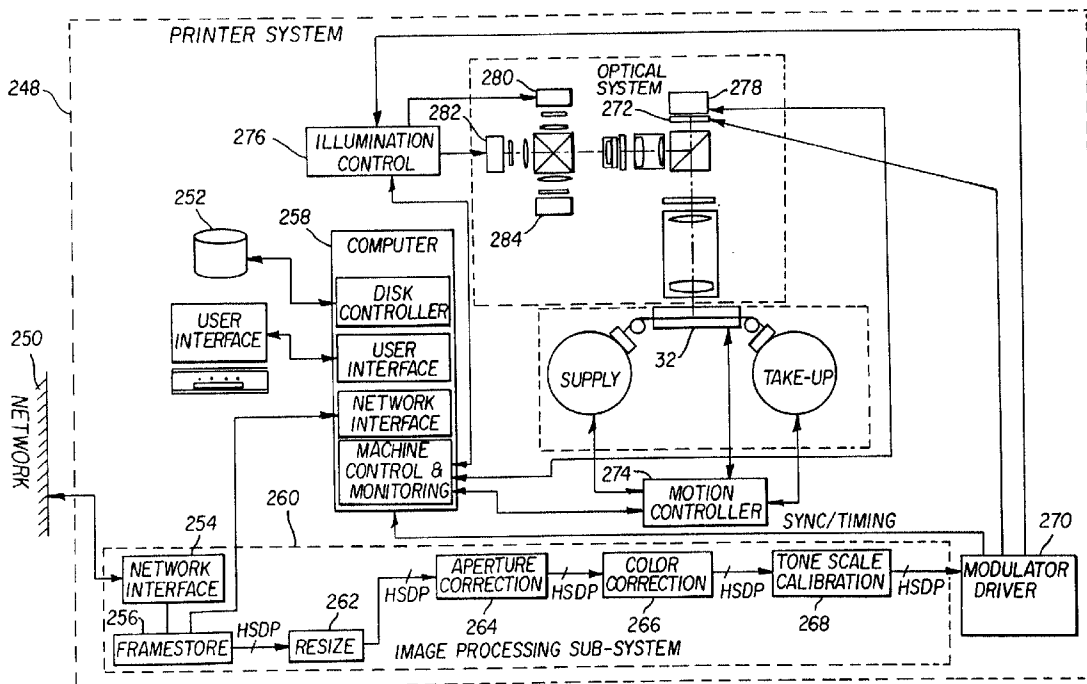 PRINTER SYSTEM
248
276
ILLUMINATION
CONTROL
280
282
284
OPTICAL
SYSTEM
278
272
252
258
COMPUTER
DISK
CONTROLLER
USER
INTERFACE
USER
INTERFACE
NETWORK
INTERFACE
MACHINE
CONTROL &
MONITORING
250
NETWORK
32
SUPPLY
TAKE-UP
274
MOTION
CONTROLLER
SYNC/TIMING
260
254
NETWORK
INTERFACE
256
FRAMESTORE
HSDP
262
RESIZE
HSDP
APERTURE
CORRECTION
264
HSDP
COLOR
CORRECTION
266
HSDP
TONE SCALE
CALIBRATION
268
HSDP
270
MODULATOR
DRIVER
IMAGE PROCESSING SUB-SYSTEM